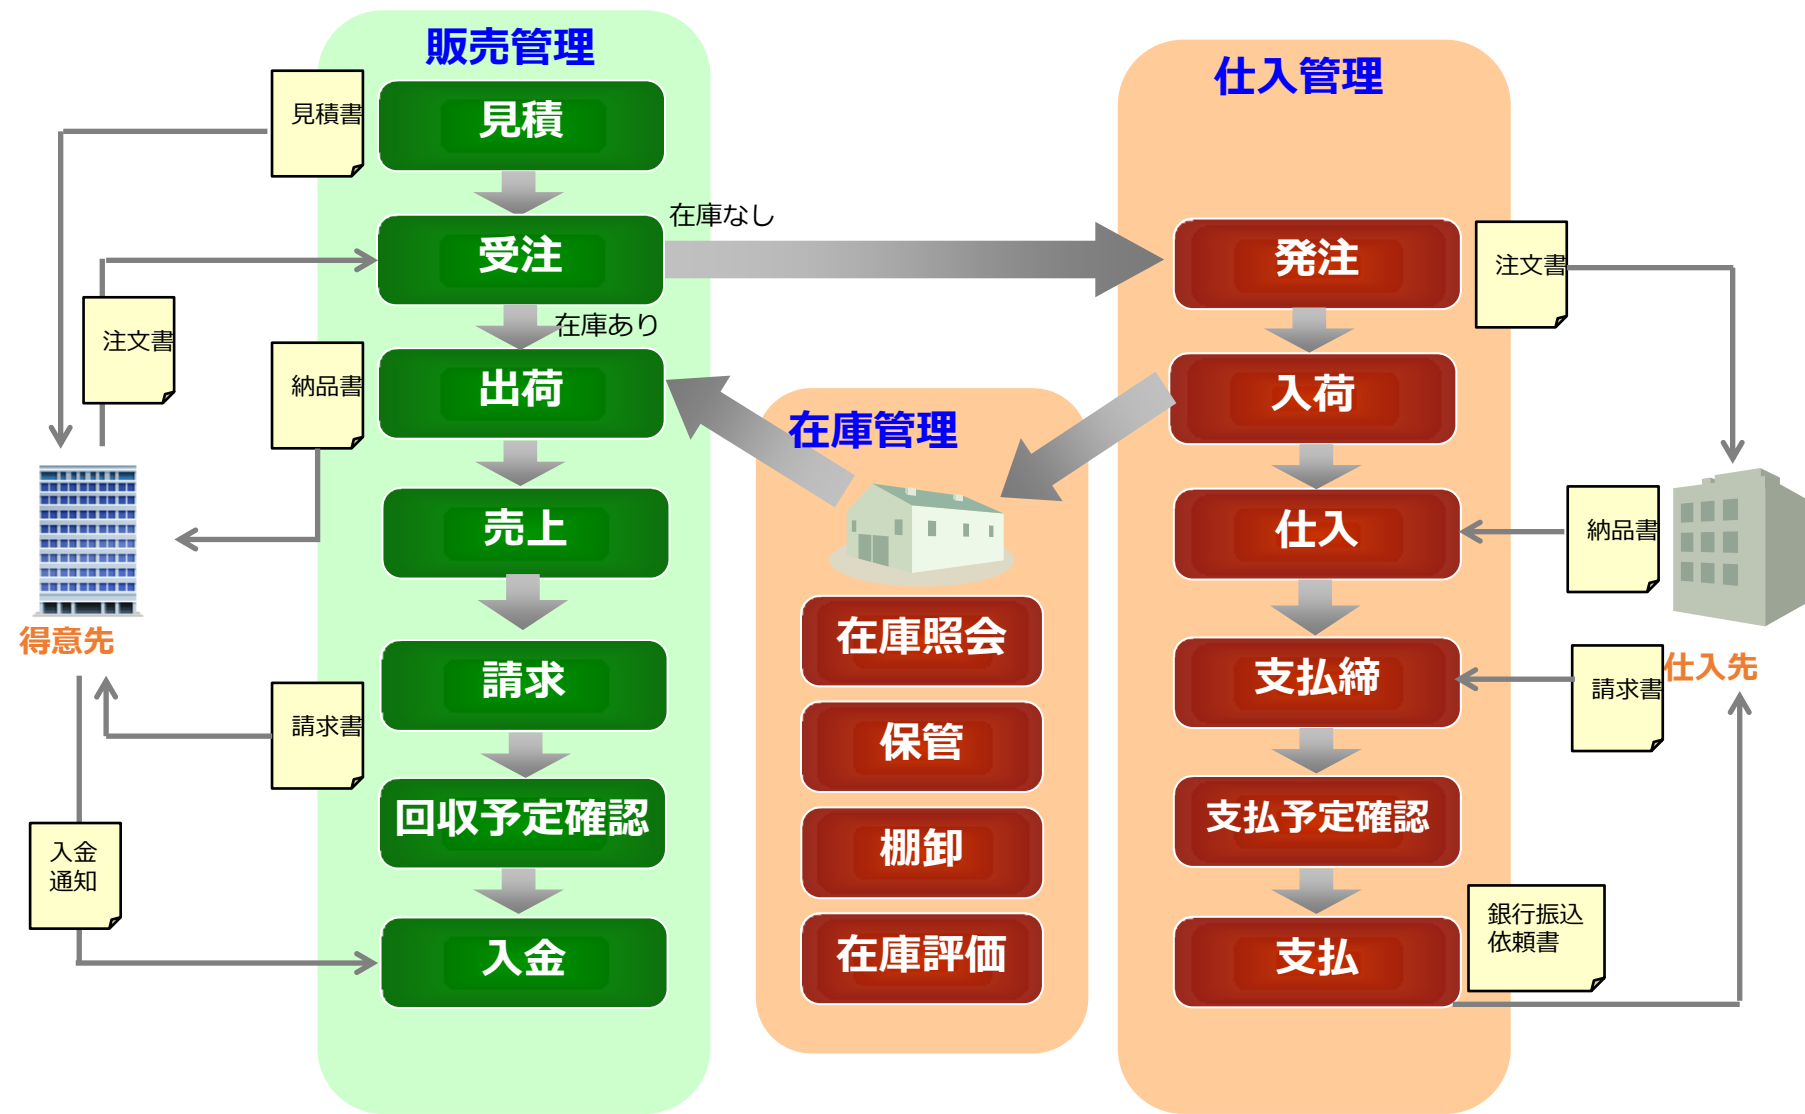 販売管理
見積書
見積
受注
在庫なし
在庫あり
注文書
納品書
出荷
売上
得意先
請求
請求書
回収予定確認
入金
通知
入金
在庫管理
在庫照会
保管
棚卸
在庫評価
仕入管理
発注
注文書
入荷
仕入
納品書
支払締
請求書
仕入先
支払予定確認
支払
銀行振込
依頼書